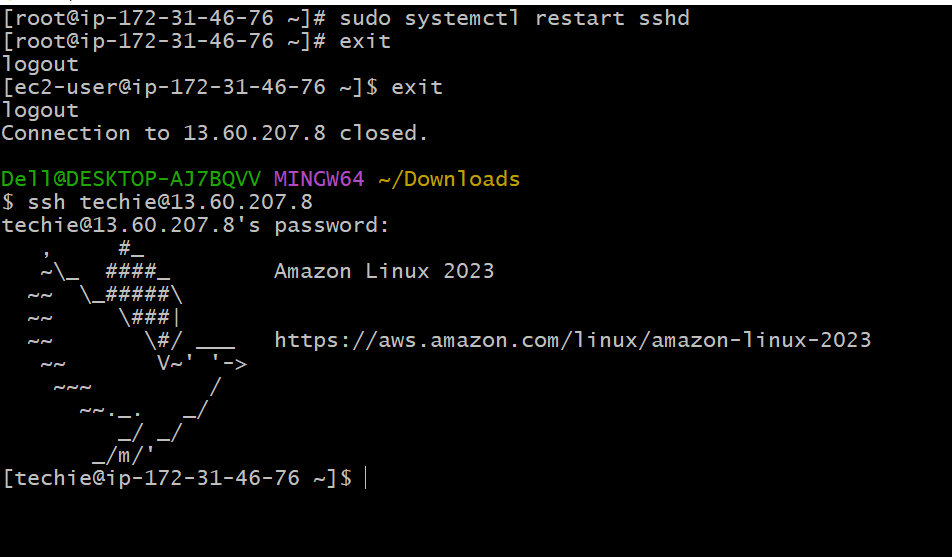 [root@ip-172-31-46-76 ~]# sudo systemctl restart sshd
[root@ip-172-31-46-76 ~]# exit
logout
[ec2-user@ip-172-31-46-76 ~]$ exit
logout
Connection to 13.60.207.8 closed.

Dell@DESKTOP-AJ7BQVV MINGW64 ~/Downloads
$ ssh techie@13.60.207.8
techie@13.60.207.8's password:
   ,     #_
   ~\_  ####_        Amazon Linux 2023
  ~~  \_#####\
  ~~     \###|
  ~~       \#/ ___   https://aws.amazon.com/linux/amazon-linux-2023
   ~~       V~' '->
    ~~~         /
      ~~._.   _/
         _/ _/
       _/m/'
[techie@ip-172-31-46-76 ~]$